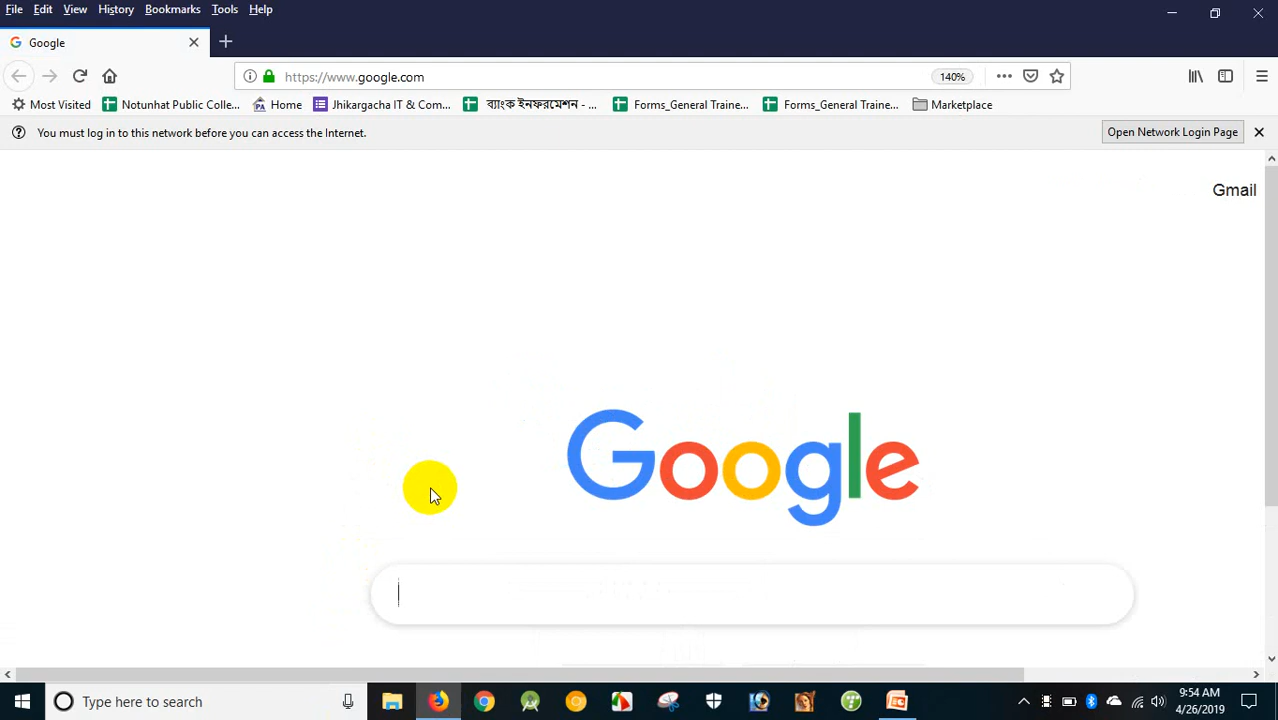 File Edit View History Bookmarks Tools Help
Google
https://www.google.com 140%
Most Visited Notunhat Public Colle... Home Jhikargacha IT & Com... ব্যাংক ইনফরমেশন - ... Forms_General Traine... Forms_General Traine... Marketplace
You must log in to this network before you can access the Internet. Open Network Login Page
Gmail
Google
Type here to search
9:54 AM
4/26/2019